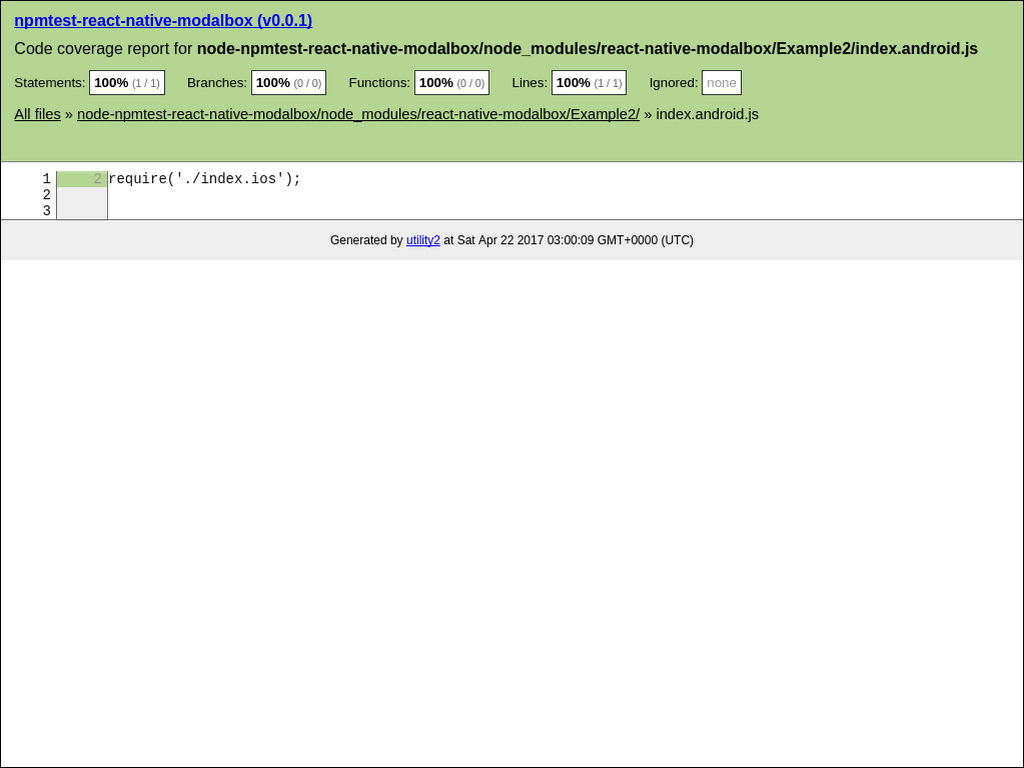 npmtest-react-native-modalbox (v0.0.1)
Code coverage report for node-npmtest-react-native-modalbox/node_modules/react-native-modalbox/Example2/index.android.js
Statements: 100% (1 / 1) Branches: 100% (0 / 0) Functions: 100% (0 / 0) Lines: 100% (1 / 1) Ignored: none
All files » node-npmtest-react-native-modalbox/node_modules/react-native-modalbox/Example2/ » index.android.js
1 2 require('./index.ios');
2
3
Generated by utility2 at Sat Apr 22 2017 03:00:09 GMT+0000 (UTC)